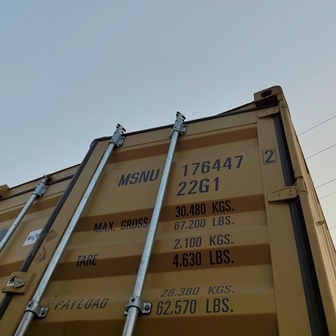 MSNU 176447 2
22G1
MAX. GROSS 30.480 KGS.
67.200 LBS.
TARE 2.100 KGS.
4.630 LBS.
PAYLOAD 28.380 KGS.
62.570 LBS.